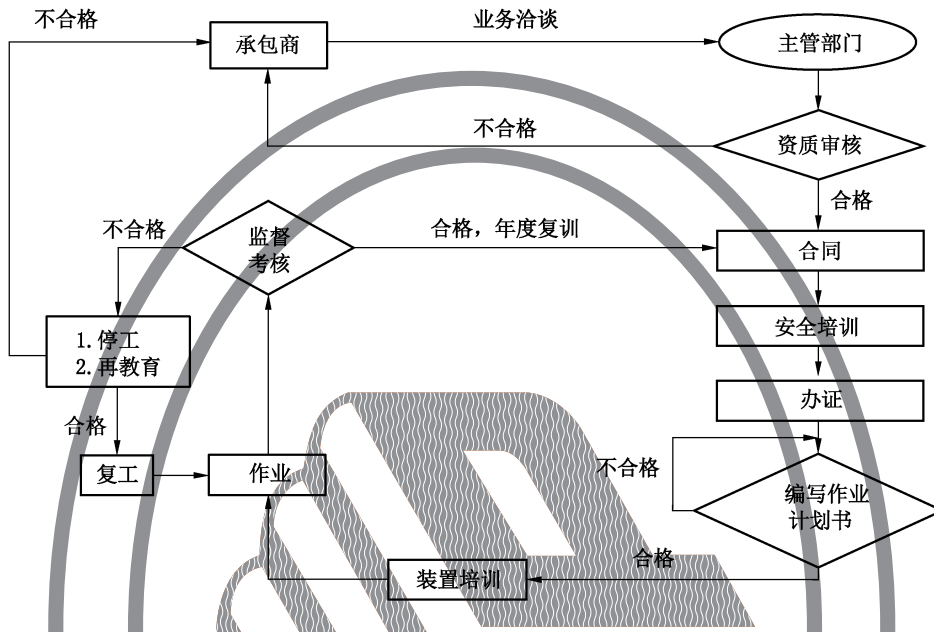 不合格
业务洽谈
承包商
主管部门
不合格
资质审核
合格
不合格
监督
考核
合格，年度复训
合同
1.停工
2.再教育
安全培训
办证
合格
复工
作业
不合格
编写作业
计划书
合格
装置培训